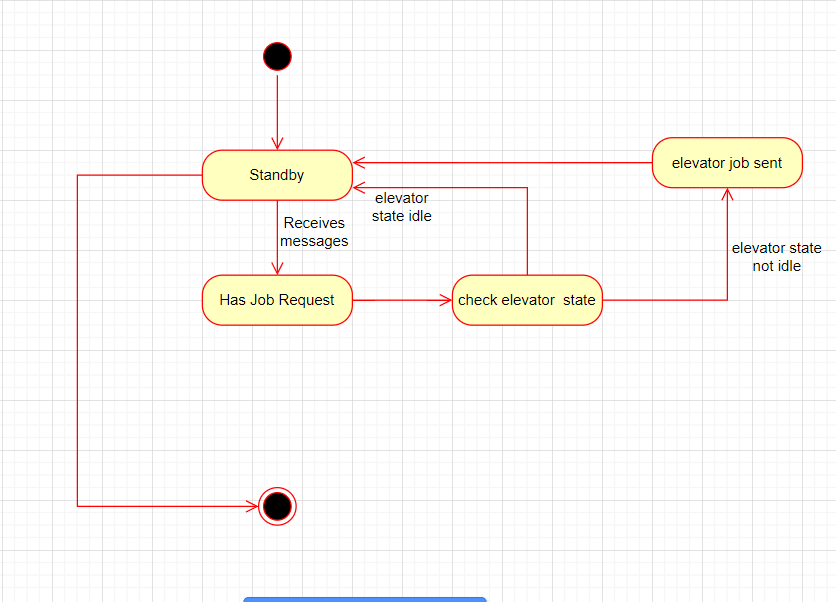 Standby
elevator job sent
elevator
state idle
Receives
messages
elevator state
not idle
Has Job Request
check elevator  state